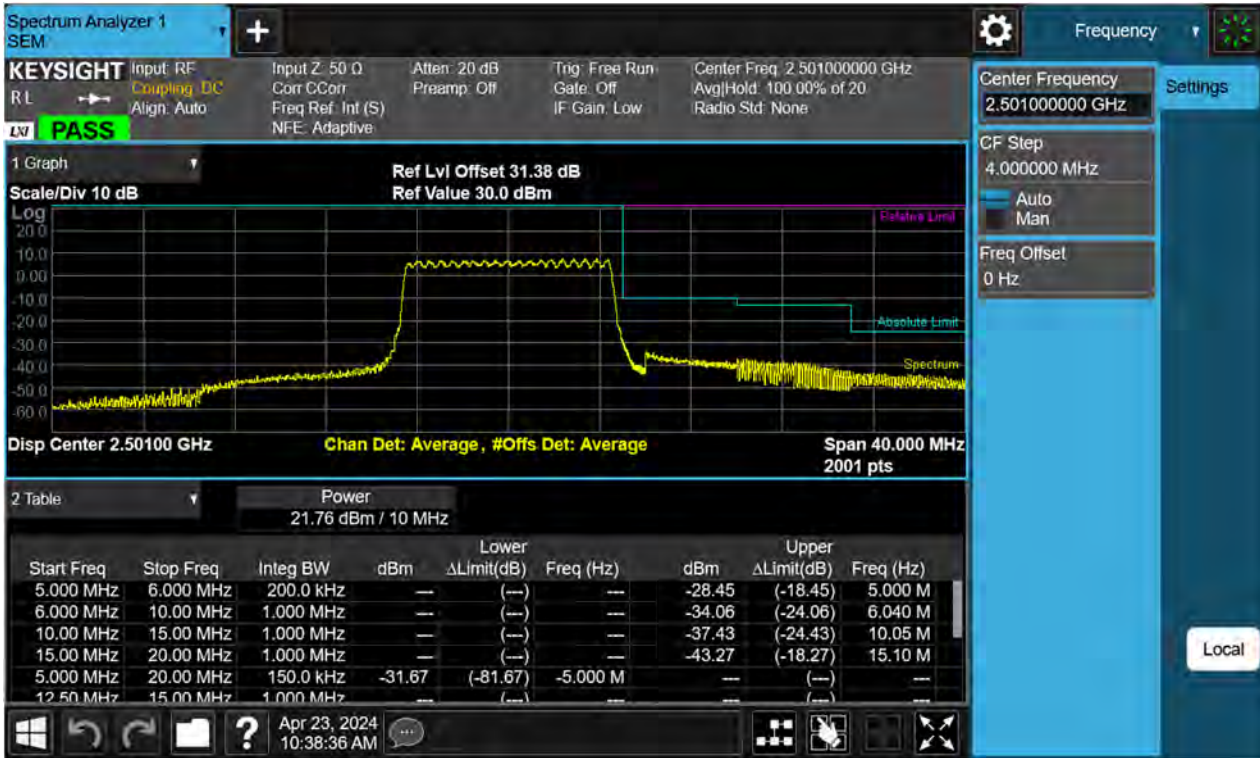 Spectrum Analyzer 1
SEM
+
Frequency
KEYSIGHT
R L
LXI
PASS
Input: RF
Coupling: DC
Align: Auto
Input Z: 50 Ω
Corr CCorr
Freq Ref: Int (S)
NFE: Adaptive
Atten: 20 dB
Preamp: Off
Trig: Free Run
Gate: Off
IF Gain: Low
Center Freq: 2.501000000 GHz
Avg|Hold: 100.00% of 20
Radio Std: None
Center Frequency
2.501000000 GHz
Settings
CF Step
4.000000 MHz
Auto
Man
Freq Offset
0 Hz
Local
1 Graph
Scale/Div 10 dB
Ref Lvl Offset 31.38 dB
Ref Value 30.0 dBm
Log
20.0
10.0
0.00
-10.0
-20.0
-30.0
-40.0
-50.0
-60.0
Relative Limit
Absolute Limit
Spectrum
Disp Center 2.50100 GHz
Chan Det: Average, #Offs Det: Average
Span 40.000 MHz
2001 pts
2 Table
Power
21.76 dBm / 10 MHz
Lower Upper
Start Freq Stop Freq Integ BW dBm ΔLimit(dB) Freq (Hz) dBm ΔLimit(dB) Freq (Hz)
5.000 MHz 6.000 MHz 200.0 kHz --- (---) --- -28.45 (-18.45) 5.000 M
6.000 MHz 10.00 MHz 1.000 MHz --- (---) --- -34.06 (-24.06) 6.040 M
10.00 MHz 15.00 MHz 1.000 MHz --- (---) --- -37.43 (-24.43) 10.05 M
15.00 MHz 20.00 MHz 1.000 MHz --- (---) --- -43.27 (-18.27) 15.10 M
5.000 MHz 20.00 MHz 150.0 kHz -31.67 (-81.67) -5.000 M --- (---) ---
12.50 MHz 15.00 MHz 1.000 MHz --- (---) --- --- (---) ---
?
Apr 23, 2024
10:38:36 AM